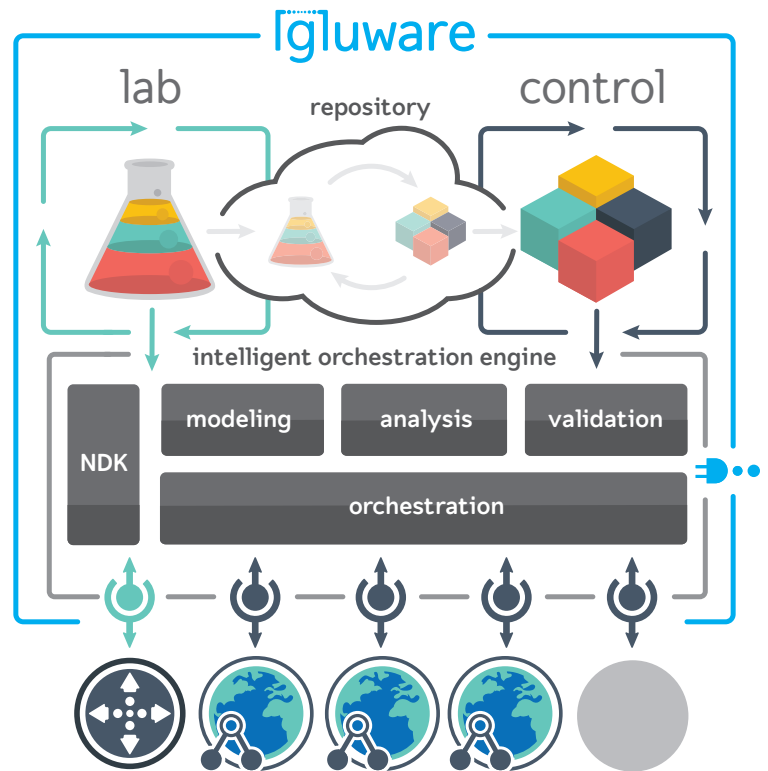 gluware
lab
repository
control
intelligent orchestration engine
modeling
analysis
validation
NDK
orchestration